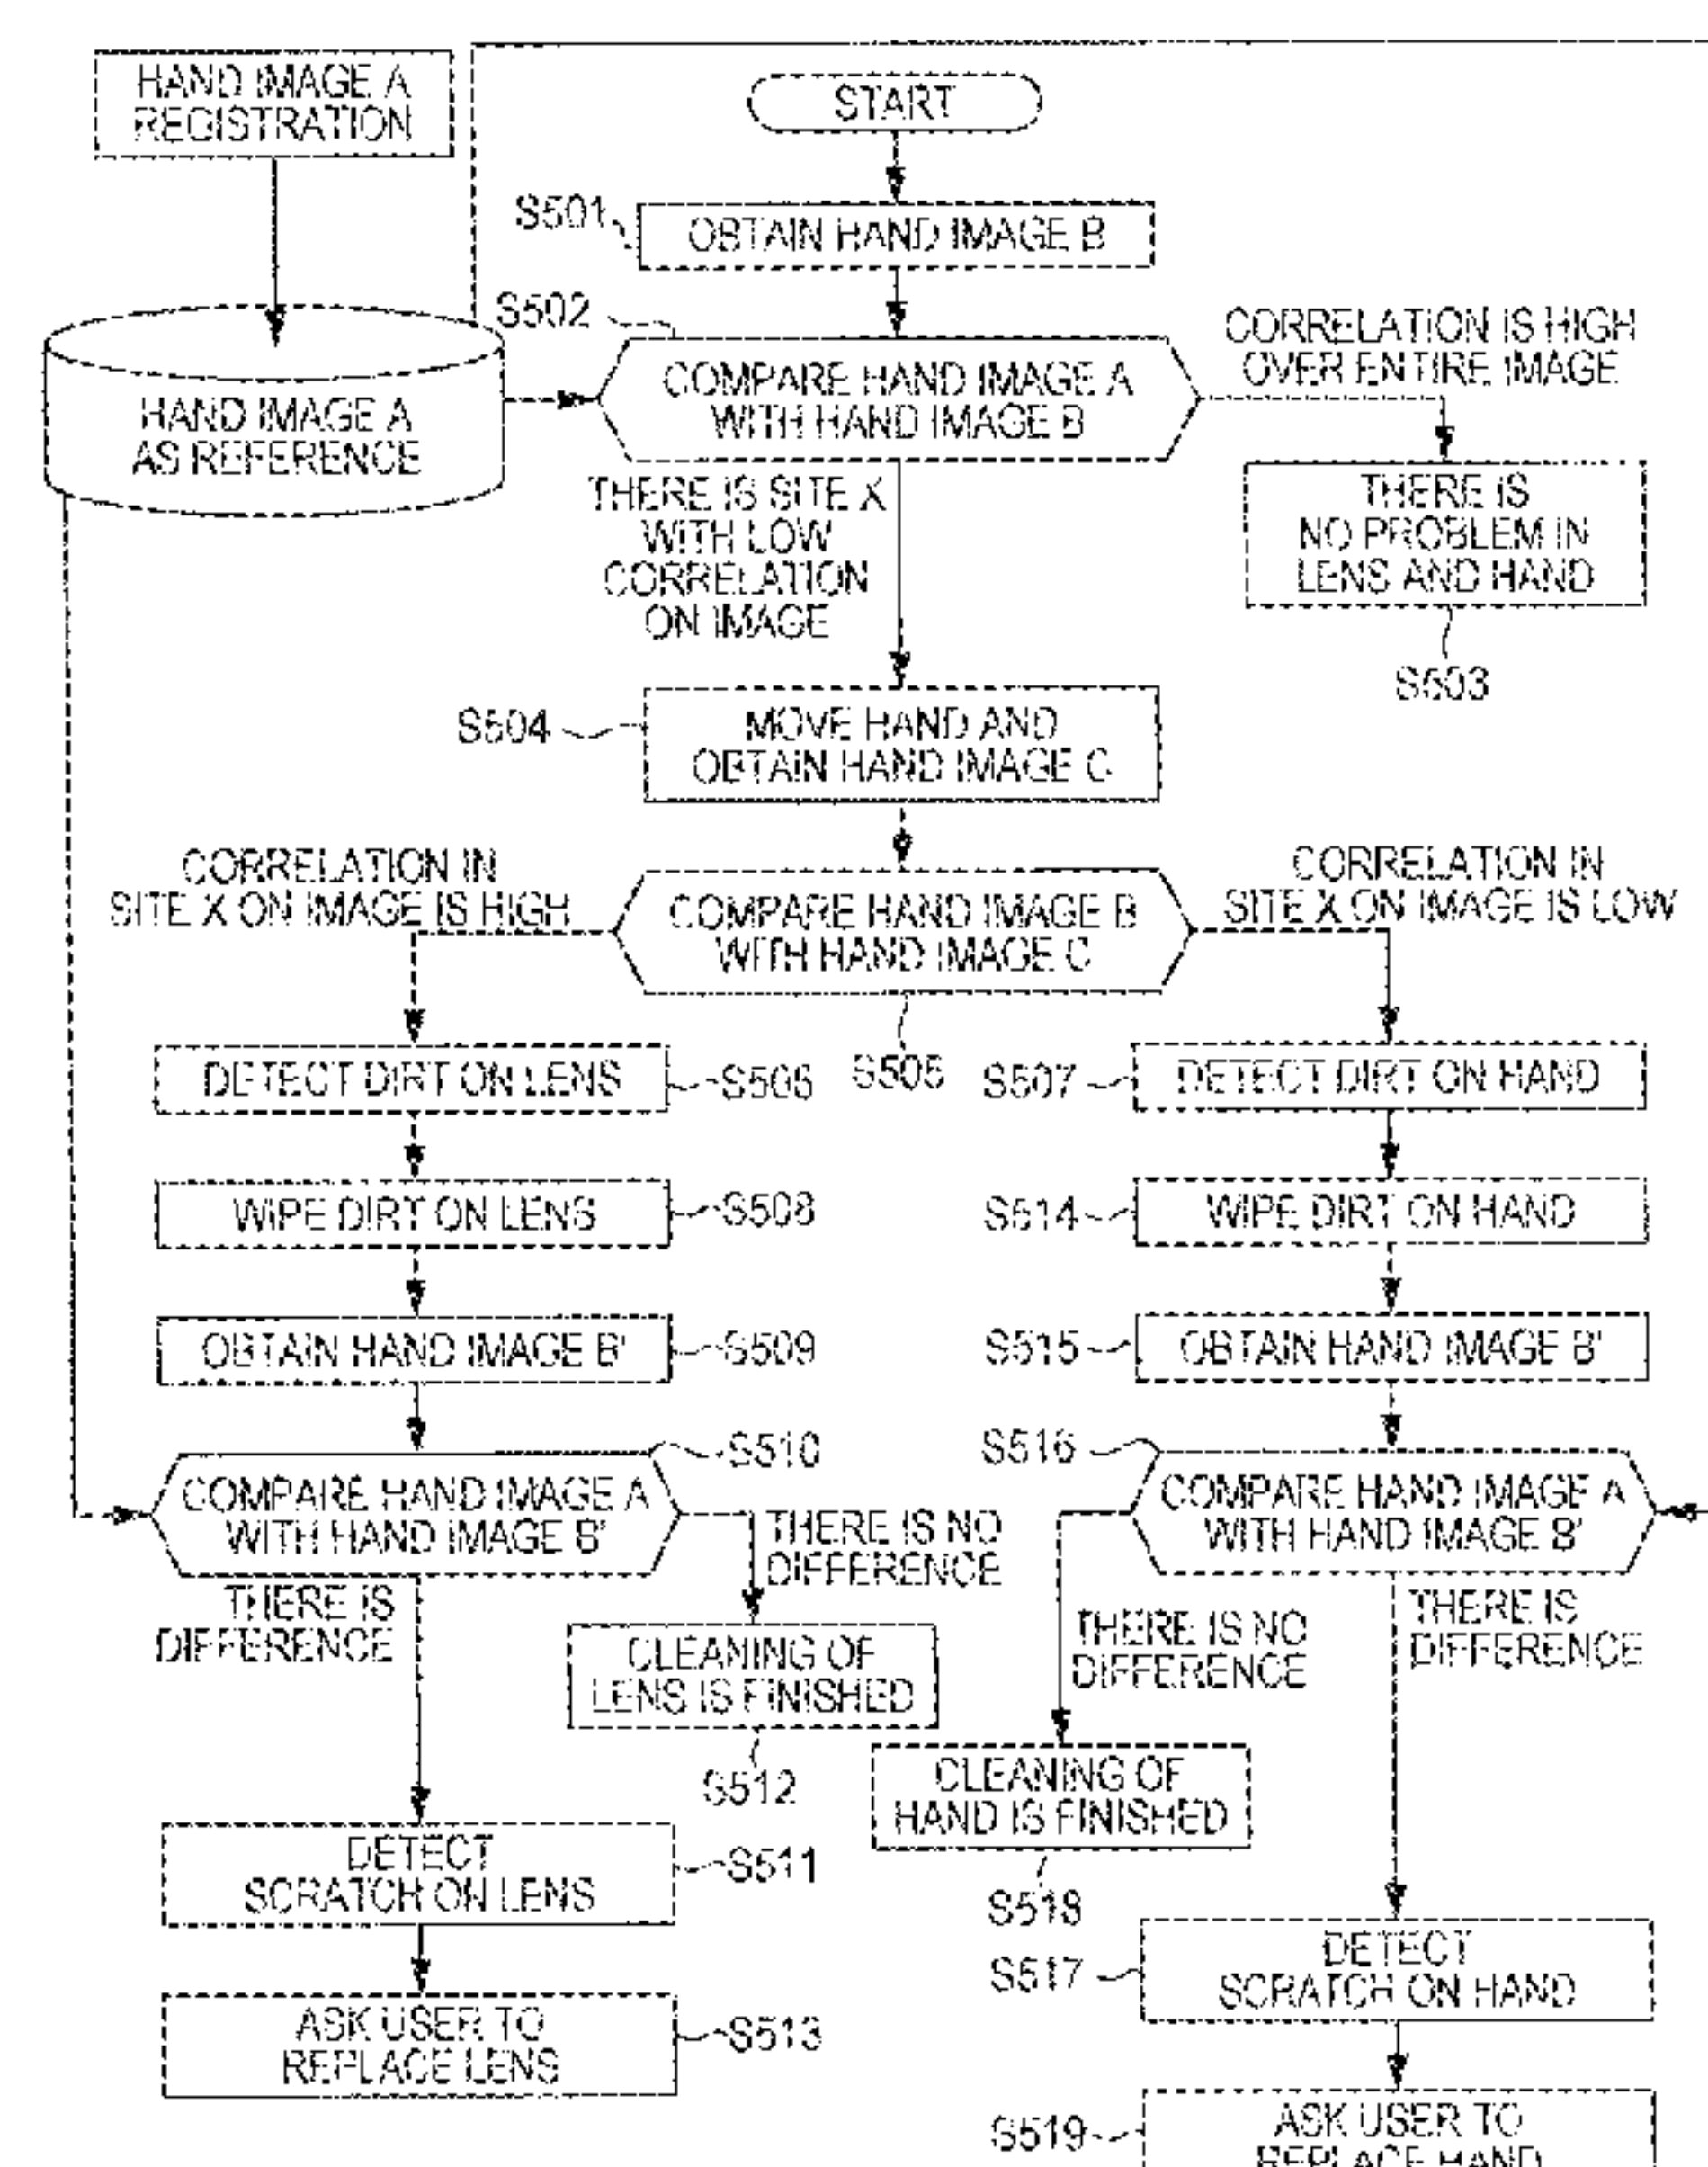 HAND IMAGE A
REGISTRATION
START
S501
OBTAIN HAND IMAGE B
S502
HAND IMAGE A
AS REFERENCE
COMPARE HAND IMAGE A
WITH HAND IMAGE B
CORRELATION IS HIGH
OVER ENTIRE IMAGE
THERE IS
NO PROBLEM IN
LENS AND HAND
S503
THERE IS SITE X
WITH LOW
CORRELATION
ON IMAGE
S504
MOVE HAND AND
OBTAIN HAND IMAGE C
CORRELATION IN
SITE X ON IMAGE IS HIGH
COMPARE HAND IMAGE B
WITH HAND IMAGE C
CORRELATION IN
SITE X ON IMAGE IS LOW
S505
DETECT DIRT ON LENS
S506
S507
DETECT DIRT ON HAND
WIPE DIRT ON LENS
S508
S514
WIPE DIRT ON HAND
OBTAIN HAND IMAGE B'
S509
S515
OBTAIN HAND IMAGE B'
S510
S516
COMPARE HAND IMAGE A
WITH HAND IMAGE B'
THERE IS NO
DIFFERENCE
COMPARE HAND IMAGE A
WITH HAND IMAGE B'
THERE IS
DIFFERENCE
CLEANING OF
LENS IS FINISHED
S512
THERE IS NO
DIFFERENCE
THERE IS
DIFFERENCE
CLEANING OF
HAND IS FINISHED
S518
DETECT
SCRATCH ON LENS
S511
S517
DETECT
SCRATCH ON HAND
ASK USER TO
REPLACE LENS
S513
S519
ASK USER TO
REPLACE HAND